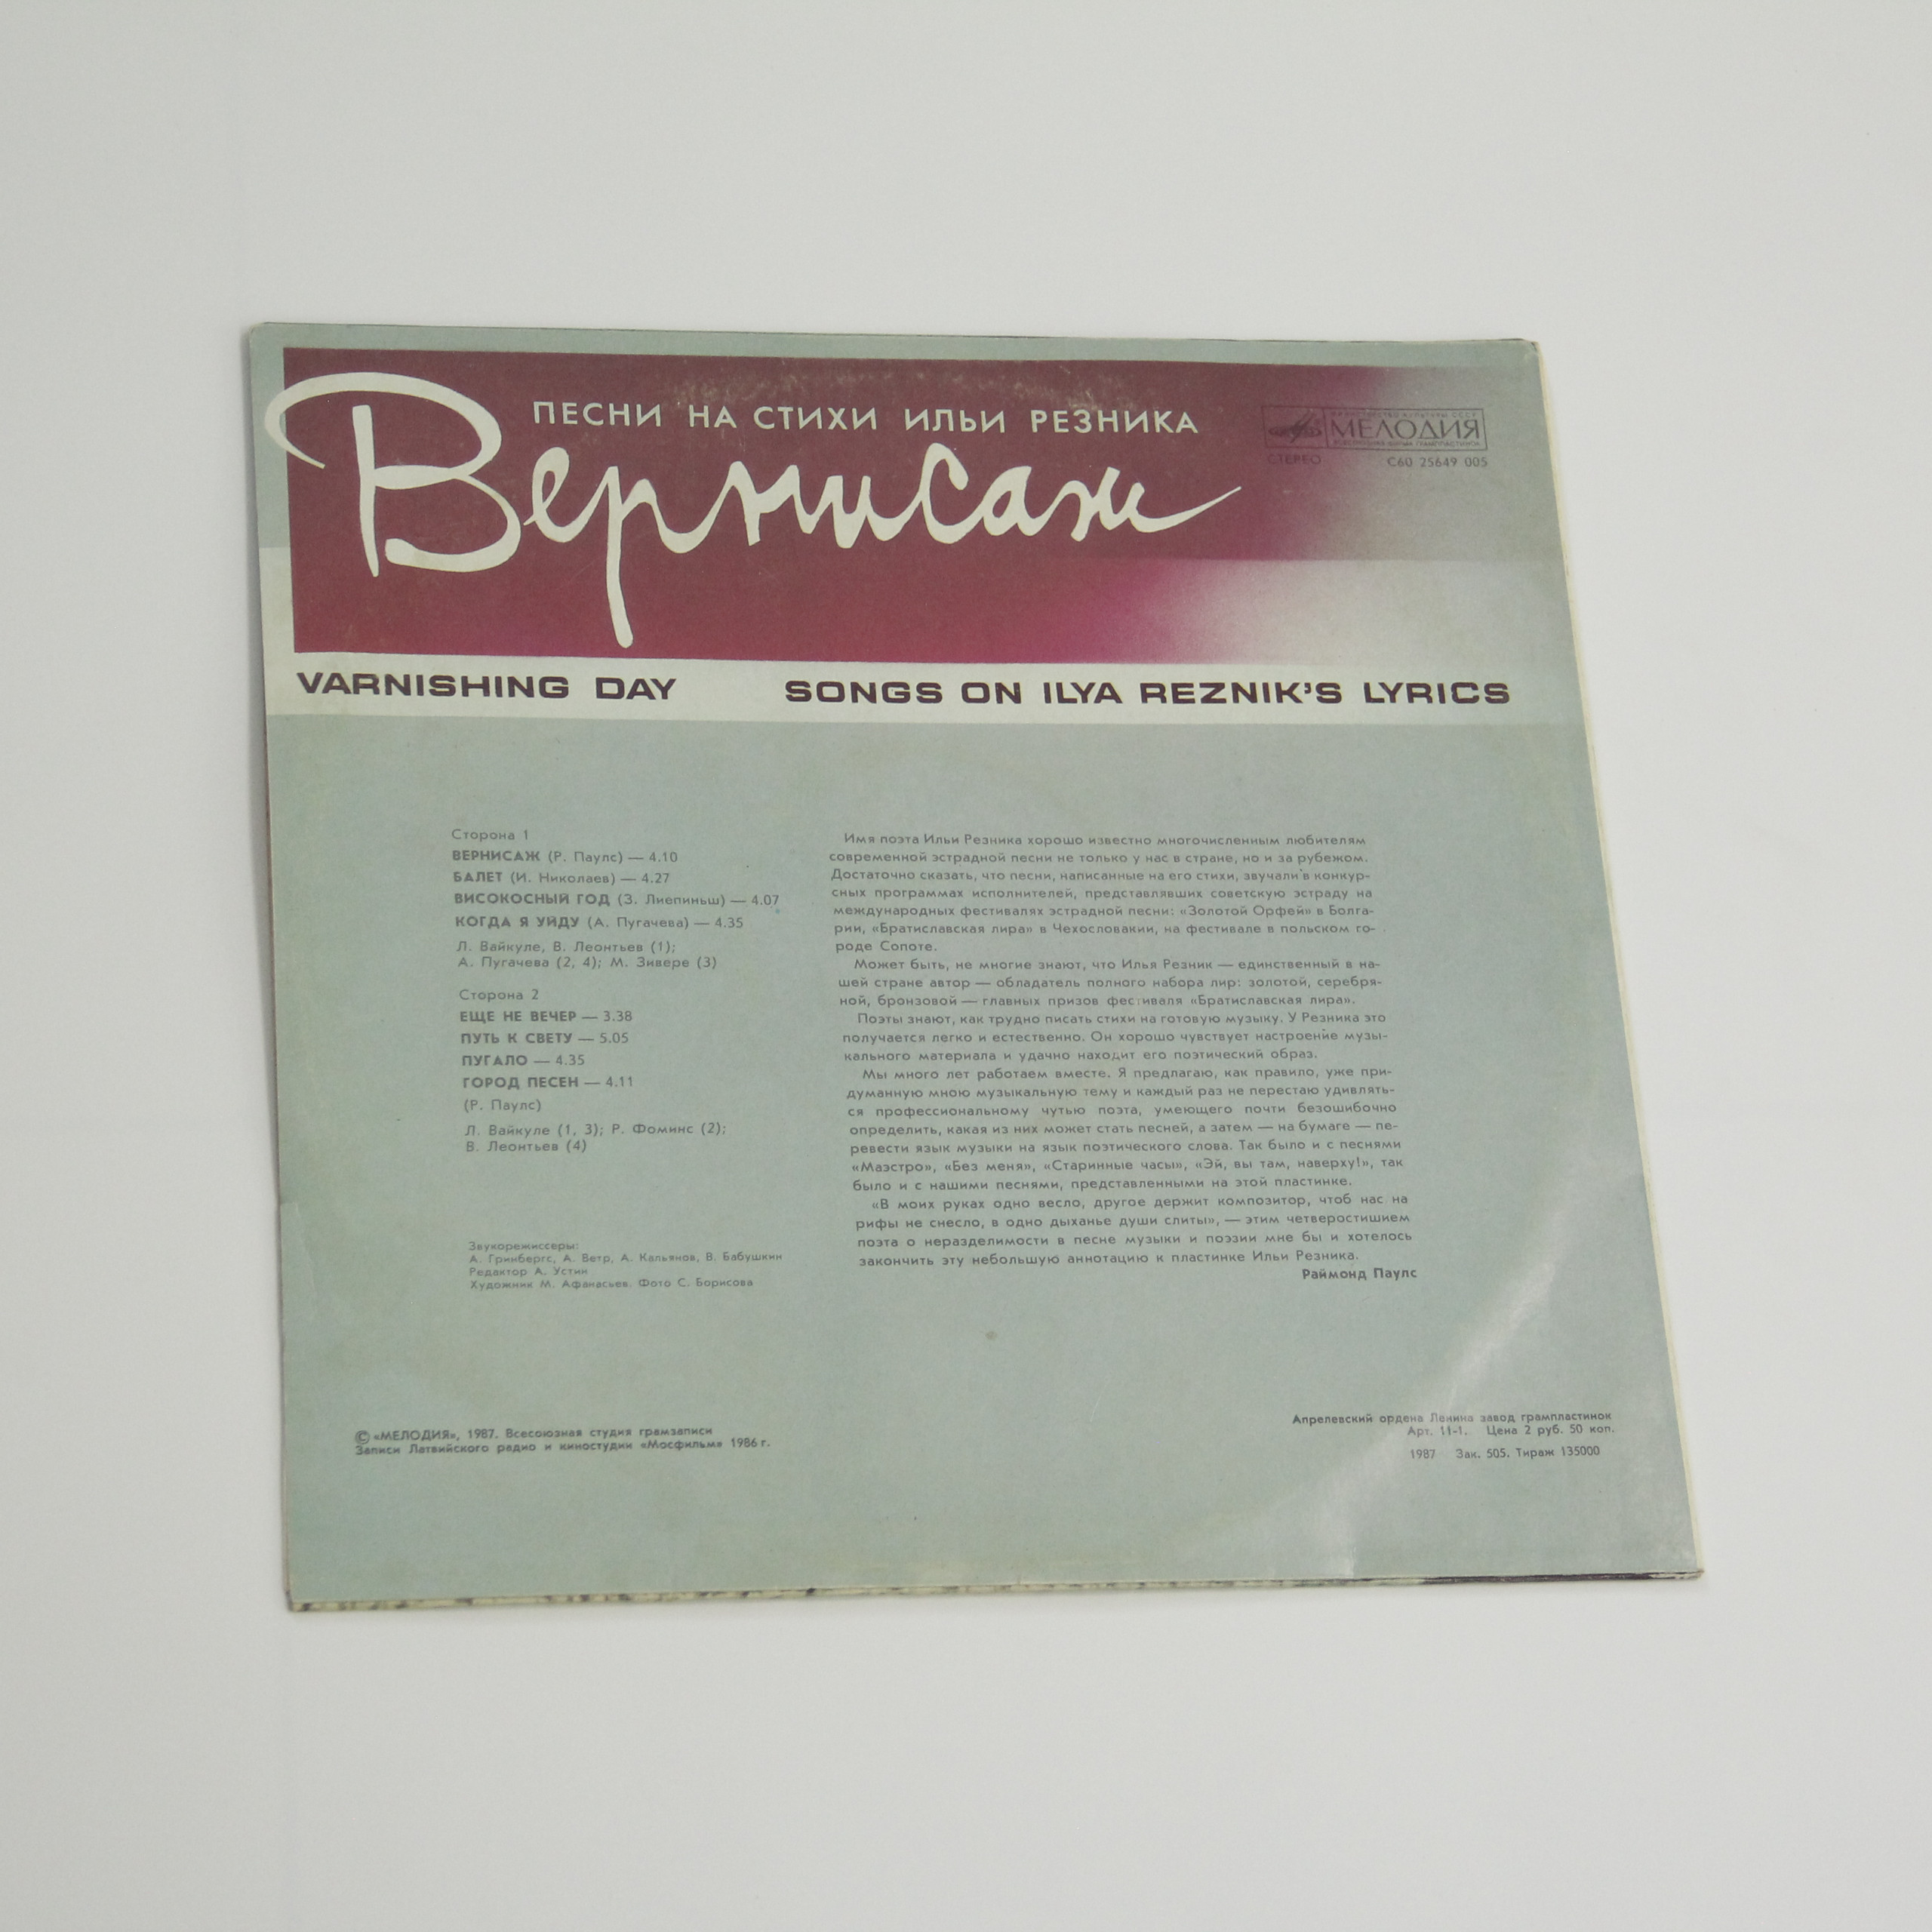 ПЕСНИ НА СТИХИ ИЛЬИ РЕЗНИКА
Вернисаж
МИНИСТЕРСТВО КУЛЬТУРЫ СССР
МЕЛОДИЯ
ВСЕСОЮЗНАЯ ФИРМА ГРАМПЛАСТИНОК
СТЕРЕО С60 25649 005
VARNISHING DAY SONGS ON ILYA REZNIK'S LYRICS
Сторона 1
ВЕРНИСАЖ (Р. Паулс) — 4.10
БАЛЕТ (И. Николаев) — 4.27
ВИСОКОСНЫЙ ГОД (З. Лиепиньш) — 4.07
КОГДА Я УЙДУ (А. Пугачева) — 4.35
Л. Вайкуле, В. Леонтьев (1);
А. Пугачева (2, 4); М. Зивере (3)
Сторона 2
ЕЩЕ НЕ ВЕЧЕР — 3.38
ПУТЬ К СВЕТУ — 5.05
ПУГАЛО — 4.35
ГОРОД ПЕСЕН — 4.11
(Р. Паулс)
Л. Вайкуле (1, 3); Р. Фоминс (2);
В. Леонтьев (4)
Звукорежиссеры:
А. Гринбергс, А. Ветр, А. Кальянов, В. Бабушкин
Редактор А. Устин
Художник М. Афанасьев. Фото С. Борисова
Имя поэта Ильи Резника хорошо известно многочисленным любителям
современной эстрадной песни не только у нас в стране, но и за рубежом.
Достаточно сказать, что песни, написанные на его стихи, звучали в конкур-
сных программах исполнителей, представлявших советскую эстраду на
международных фестивалях эстрадной песни: «Золотой Орфей» в Болга-
рии, «Братиславская лира» в Чехословакии, на фестивале в польском го-
роде Сопоте.
Может быть, не многие знают, что Илья Резник — единственный в на-
шей стране автор — обладатель полного набора лир: золотой, серебря-
ной, бронзовой — главных призов фестиваля «Братиславская лира».
Поэты знают, как трудно писать стихи на готовую музыку. У Резника это
получается легко и естественно. Он хорошо чувствует настроение музы-
кального материала и удачно находит его поэтический образ.
Мы много лет работаем вместе. Я предлагаю, как правило, уже при-
думанную мною музыкальную тему и каждый раз не перестаю удивлять-
ся профессиональному чутью поэта, умеющего почти безошибочно
определить, какая из них может стать песней, а затем — на бумаге — пе-
ревести язык музыки на язык поэтического слова. Так было и с песнями
«Маэстро», «Без меня», «Старинные часы», «Эй, вы там, наверху!», так
было и с нашими песнями, представленными на этой пластинке.
«В моих руках одно весло, другое держит композитор, чтоб нас на
рифы не снесло, в одно дыханье души слиты», — этим четверостишием
поэта о неразделимости в песне музыки и поэзии мне бы и хотелось
закончить эту небольшую аннотацию к пластинке Ильи Резника.
Раймонд Паулс
© «МЕЛОДИЯ», 1987. Всесоюзная студия грамзаписи
Записи Латвийского радио и киностудии «Мосфильм» 1986 г.
Апрелевский ордена Ленина завод грампластинок
Арт. 11-1. Цена 2 руб. 50 коп.
1987 Зак. 505. Тираж 135000